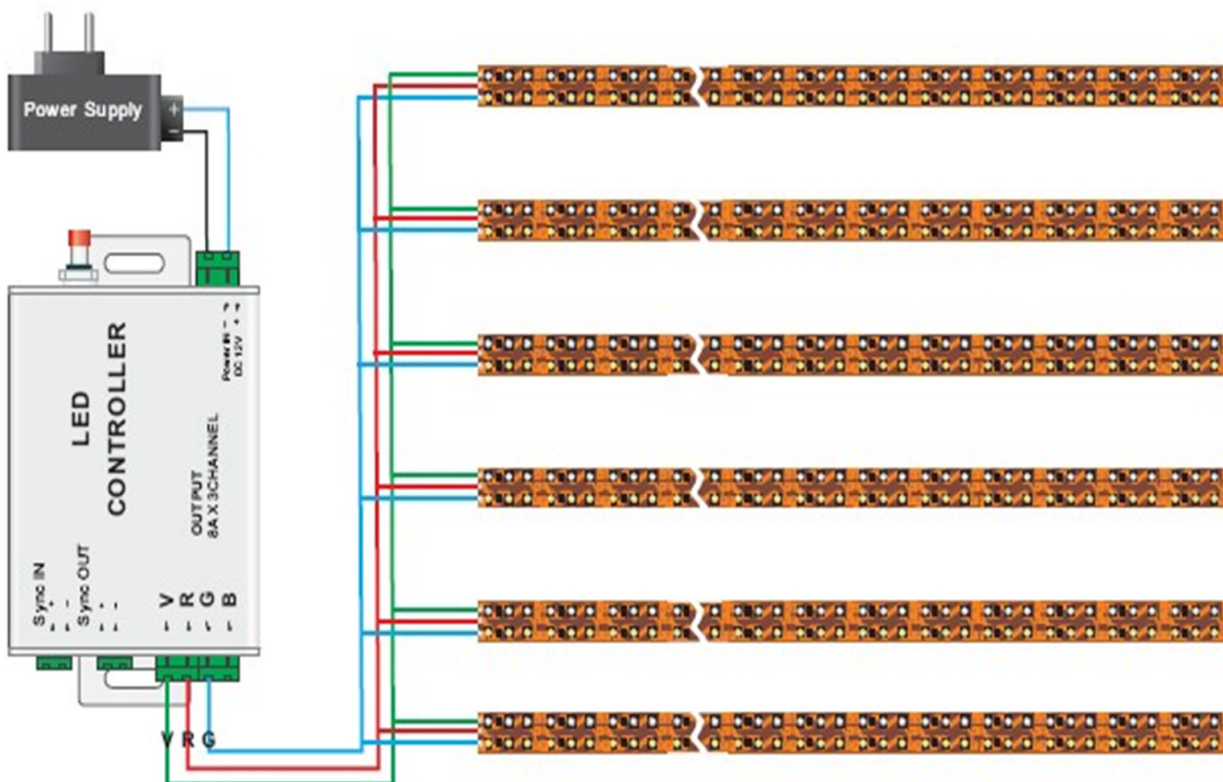 Power Supply
+
−
Power IN - +
DC 12V
LED
CONTROLLER
OUTPUT
8A X 3CHANNEL
Sync IN
+ -
Sync OUT
+ -
V
R
G
B
V R G